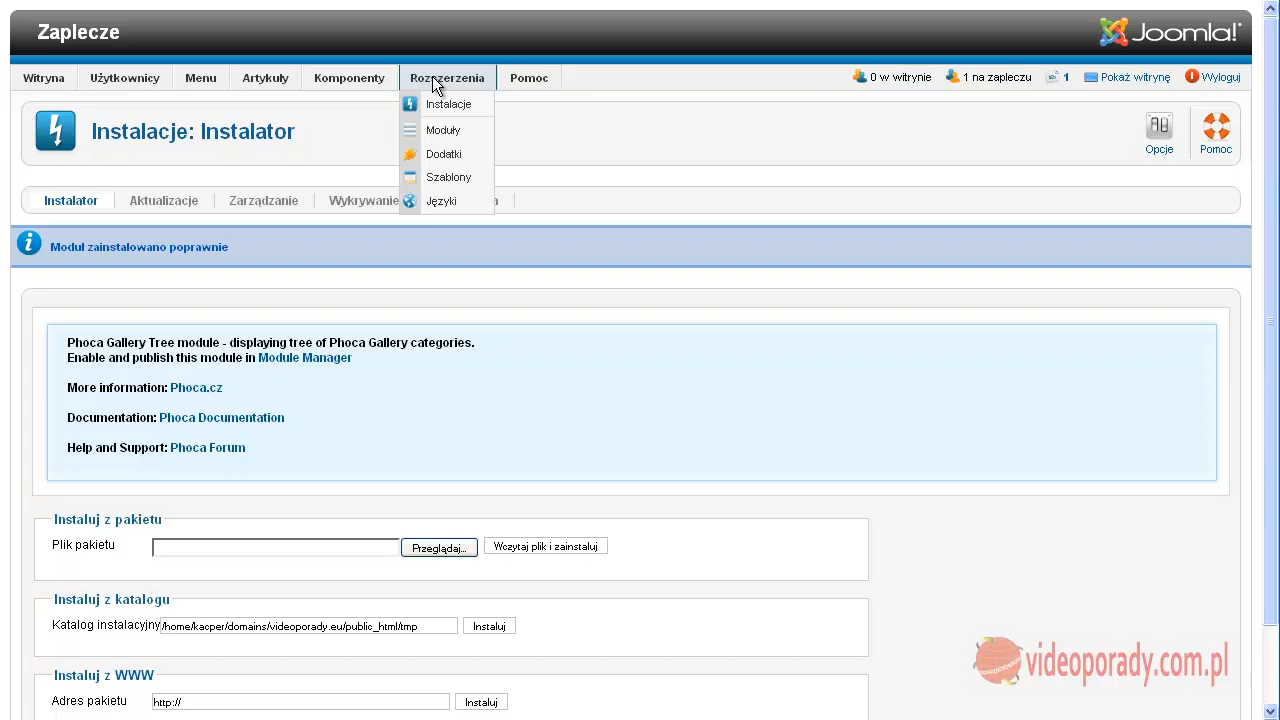 Zaplecze
Joomla!
Witryna Użytkownicy Menu Artykuły Komponenty Rozszerzenia Pomoc 0 w witrynie 1 na zapleczu 1 Pokaż witrynę Wyloguj
Instalacje
Moduły
Dodatki
Szablony
Języki
Instalacje: Instalator
Opcje Pomoc
Instalator Aktualizacje Zarządzanie Wykrywanie
Moduł zainstalowano poprawnie
Phoca Gallery Tree module - displaying tree of Phoca Gallery categories.
Enable and publish this module in Module Manager
More information: Phoca.cz
Documentation: Phoca Documentation
Help and Support: Phoca Forum
Instaluj z pakietu
Plik pakietu Przeglądaj... Wczytaj plik i zainstaluj
Instaluj z katalogu
Katalog instalacyjny /home/kacper/domains/videoporady.eu/public_html/tmp Instaluj
Instaluj z WWW
Adres pakietu http:// Instaluj
videoporady.com.pl